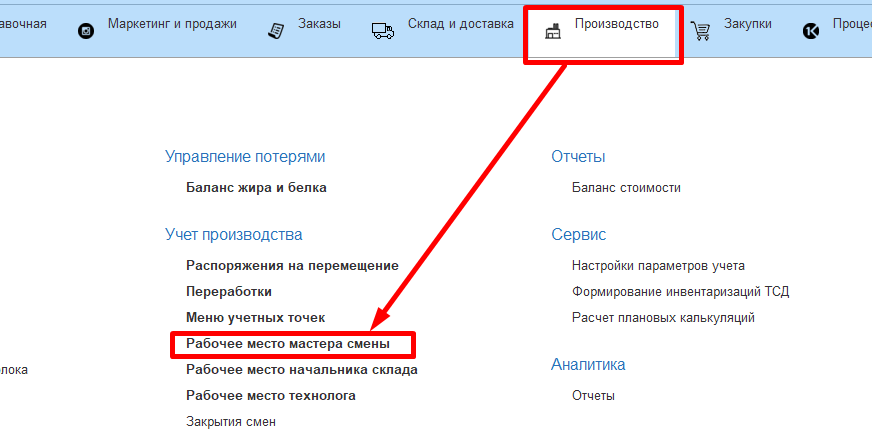 авочная
Маркетинг и продажи
Заказы
Склад и доставка
Производство
Закупки
Проце
Управление потерями
Баланс жира и белка
Учет производства
Распоряжения на перемещение
Переработки
Меню учетных точек
Рабочее место мастера смены
Рабочее место начальника склада
Рабочее место технолога
Закрытия смен
лока
Отчеты
Баланс стоимости
Сервис
Настройки параметров учета
Формирование инвентаризаций ТСД
Расчет плановых калькуляций
Аналитика
Отчеты